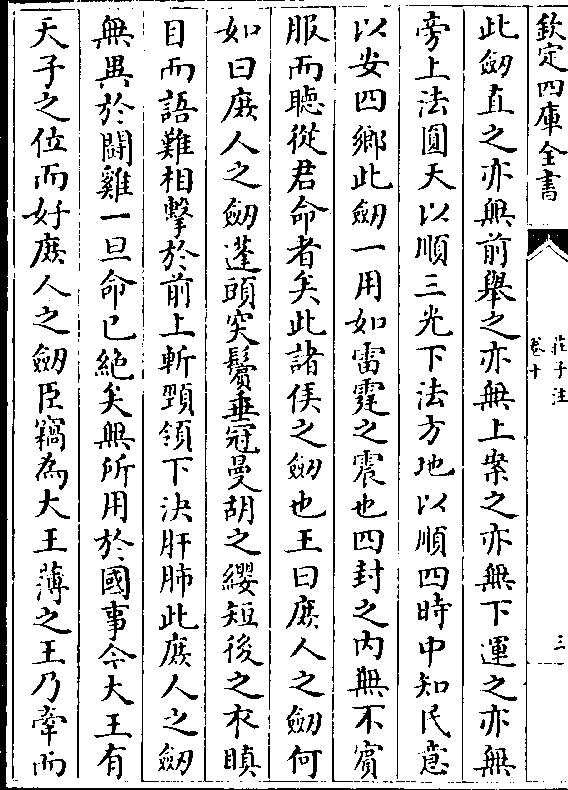 欽定四庫全書
莊子注
卷十
三
此劒直之亦無前舉之亦無上案之亦無下運之亦無
旁上法圓天以順三光下法方地以順四時中知民意
以安四鄉此劒一用如雷霆之震也四封之内無不賓
服而聽從君命者矣此諸侯之劒也王曰庶人之劒何
如曰庶人之劒蓬頭突鬢垂冠曼胡之纓短後之衣瞋
目而語難相擊於前上斬頸領下決肝肺此庶人之劒
無異於鬭雞一旦命已絶矣無所用於國事今大王有
天子之位而好庶人之劒臣竊為大王薄之王乃牽而